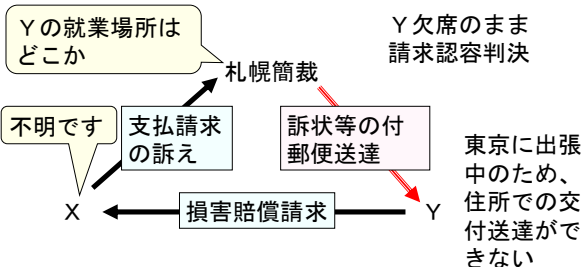 Ｙの就業場所は
どこか
札幌簡裁
Ｙ欠席のまま
請求認容判決
不明です
支払請求
の訴え
訴状等の付
郵便送達
東京に出張
中のため、
住所での交
付送達がで
きない
Ｘ
損害賠償請求
Ｙ